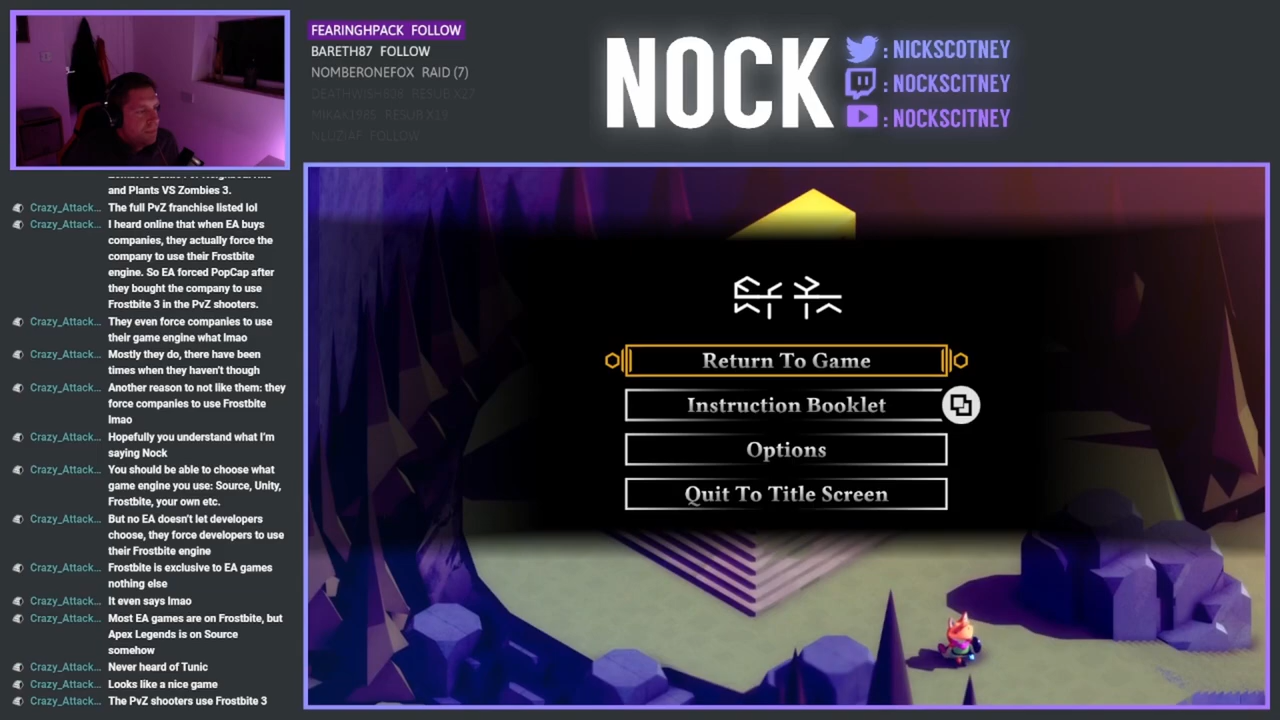 FEARINGHPACK FOLLOW
BARETH87 FOLLOW
NOMBERONEFOX RAID (7)
DEATHWISH808 RESUB X27
NOCK
: NICKSCOTNEY
: NOCKSCITNEY
: NOCKSCITNEY
and Plants VS Zombies 3.
Crazy_Attack... The full PvZ franchise listed lol
Crazy_Attack... I heard online that when EA buys
companies, they actually force the
company to use their Frostbite
engine. So EA forced PopCap after
they bought the company to use
Frostbite 3 in the PvZ shooters.
Crazy_Attack... They even force companies to use
their game engine what lmao
Crazy_Attack... Mostly they do, there have been
times when they haven't though
Crazy_Attack... Another reason to not like them: they
force companies to use Frostbite
lmao
Crazy_Attack... Hopefully you understand what I'm
saying Nock
Crazy_Attack... You should be able to choose what
game engine you use: Source, Unity,
Frostbite, your own etc.
Crazy_Attack... But no EA doesn't let developers
choose, they force developers to use
their Frostbite engine
Crazy_Attack... Frostbite is exclusive to EA games
nothing else
Crazy_Attack... It even says lmao
Crazy_Attack... Most EA games are on Frostbite, but
Apex Legends is on Source
somehow
Crazy_Attack... Never heard of Tunic
Crazy_Attack... Looks like a nice game
Crazy_Attack... The PvZ shooters use Frostbite 3
Return To Game
Instruction Booklet
Options
Quit To Title Screen